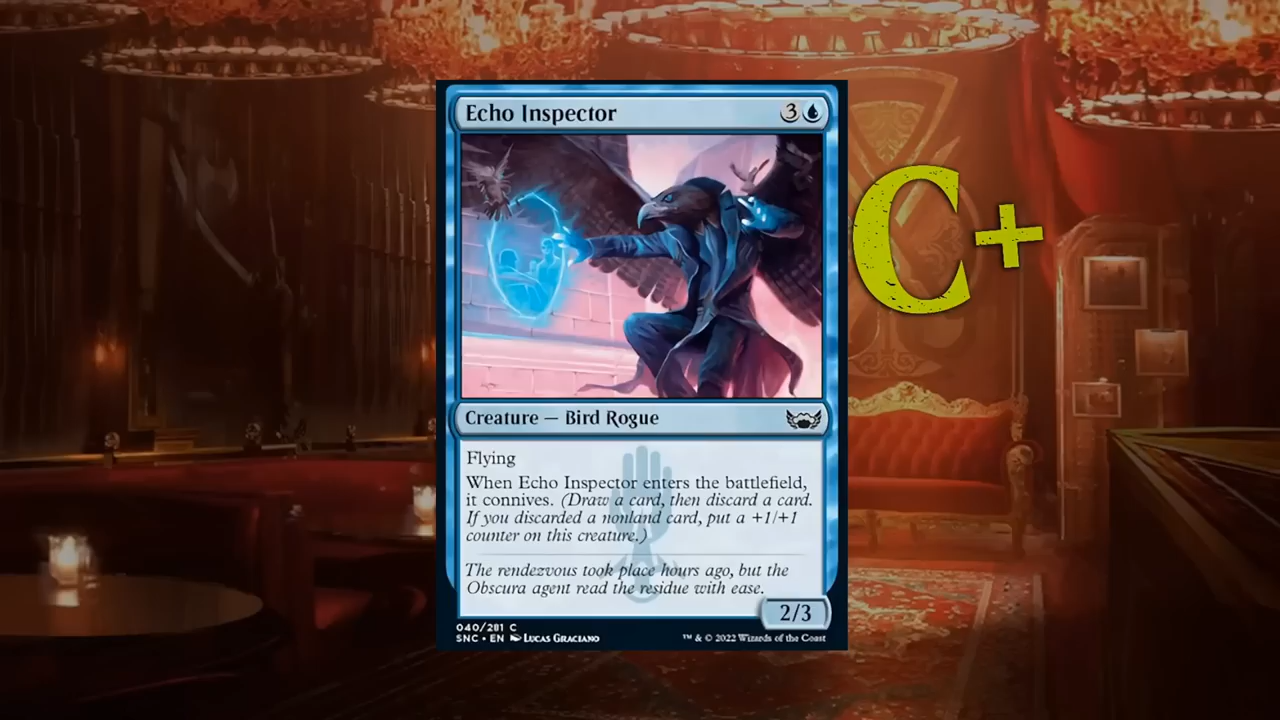 Echo Inspector 3
C+
Creature — Bird Rogue
Flying
When Echo Inspector enters the battlefield,
it connives. (Draw a card, then discard a card.
If you discarded a nonland card, put a +1/+1
counter on this creature.)
The rendezvous took place hours ago, but the
Obscura agent read the residue with ease.
2/3
040/281 C
SNC • EN Lucas Graciano
™ & © 2022 Wizards of the Coast